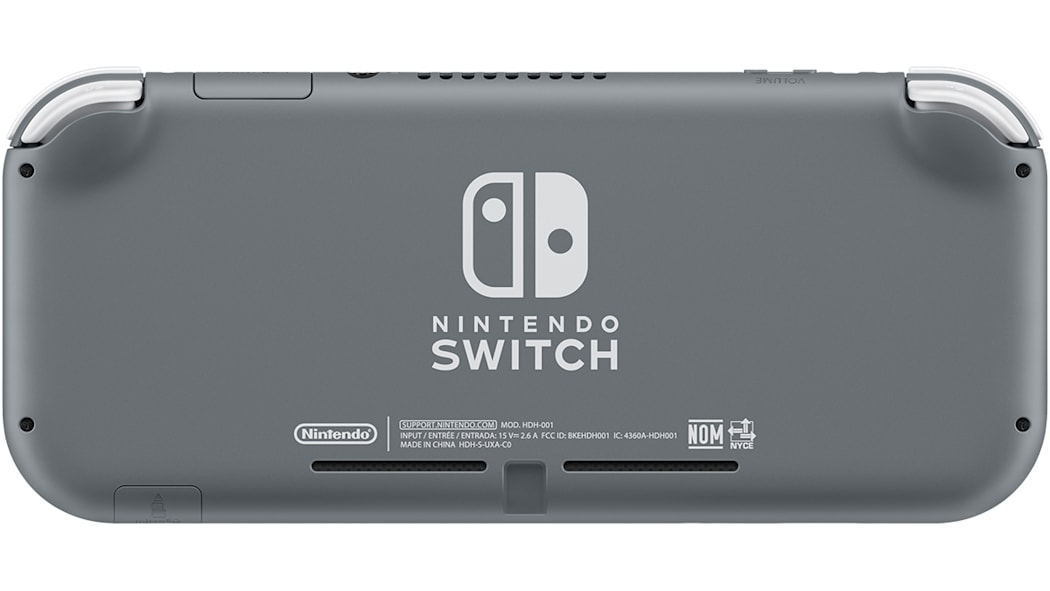 VOLUME
NINTENDO
SWITCH
Nintendo
SUPPORT.NINTENDO.COM MOD. HDH-001
INPUT / ENTRÉE / ENTRADA: 15 V⎓ 2.6 A FCC ID: BKEHDH001 IC: 4360A-HDH001
MADE IN CHINA HDH-S-UXA-C0
NOM
NYCE